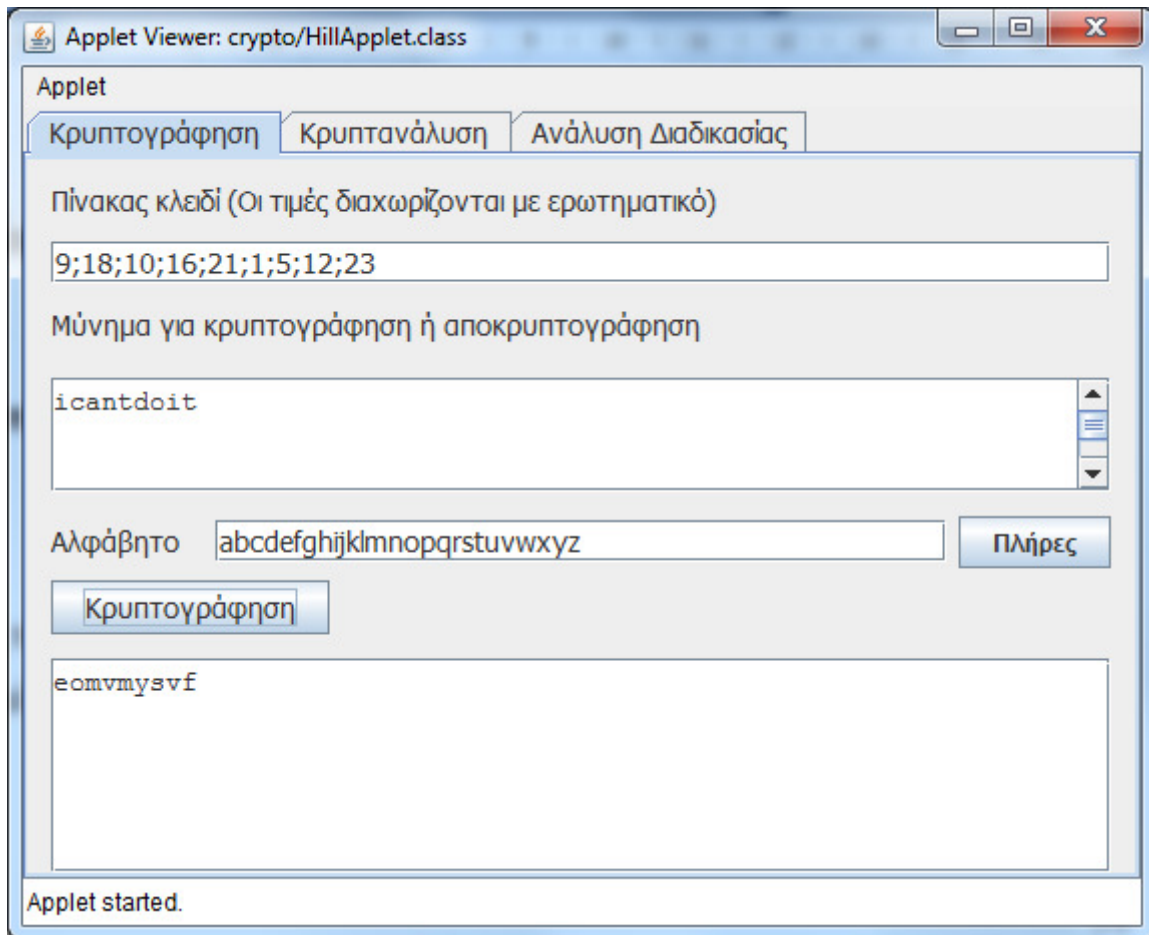 Applet Viewer: crypto/HillApplet.class
Applet
Κρυπτογράφηση Κρυπτανάλυση Ανάλυση Διαδικασίας
Πίνακας κλειδί (Οι τιμές διαχωρίζονται με ερωτηματικό)
9;18;10;16;21;1;5;12;23
Μύνημα για κρυπτογράφηση ή αποκρυπτογράφηση
icantdoit
Αλφάβητο abcdefghijklmnopqrstuvwxyz Πλήρες
Κρυπτογράφηση
eomvmysvf
Applet started.